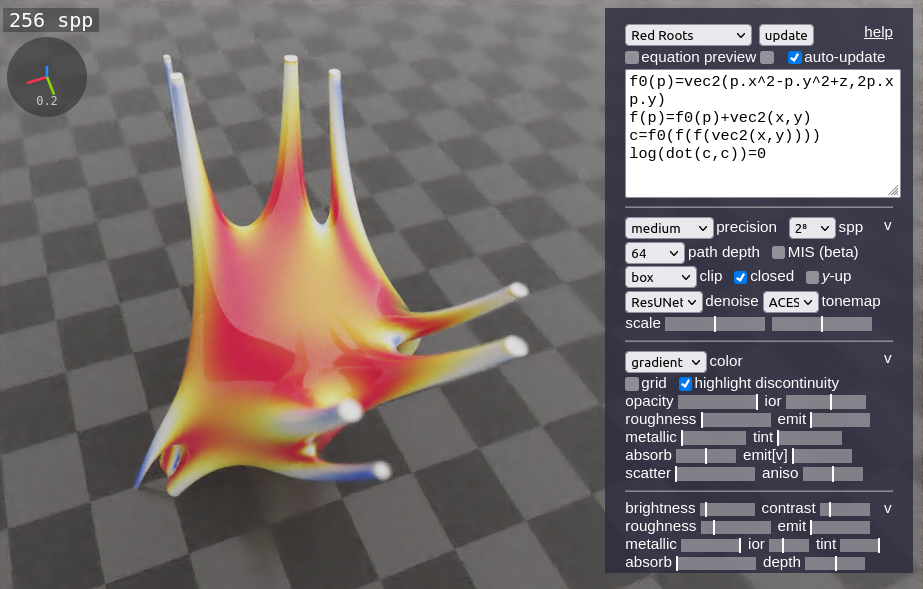 256 spp
0.2
Red Roots update help
equation preview auto-update
f0(p)=vec2(p.x^2-p.y^2+z,2p.x
p.y)
f(p)=f0(p)+vec2(x,y)
c=f0(f(f(vec2(x,y))))
log(dot(c,c))=0
medium precision 2⁸ spp v
64 path depth MIS (beta)
box clip closed y-up
ResUNet denoise ACES tonemap
scale
gradient color v
grid highlight discontinuity
opacity ior
roughness emit
metallic tint
absorb emit[v]
scatter aniso
brightness contrast v
roughness emit
metallic ior tint
absorb depth